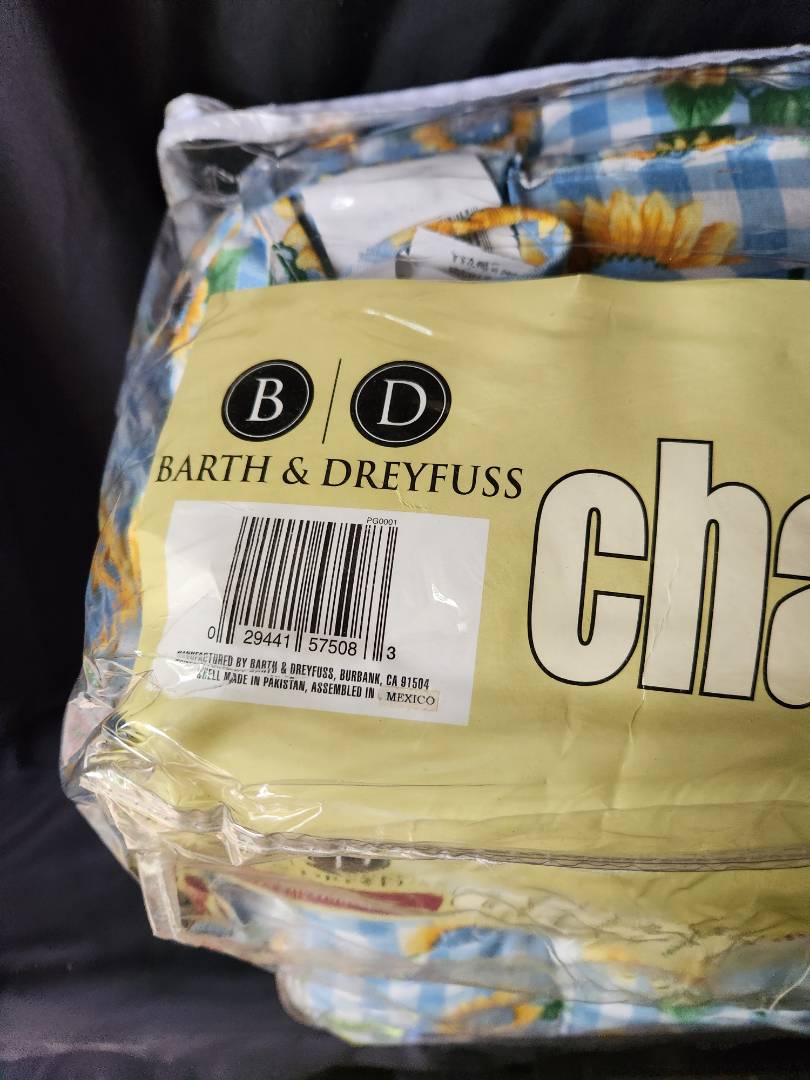 B | D
BARTH & DREYFUSS
cha
PG0001
0 29441 57508 3
MANUFACTURED BY BARTH & DREYFUSS, BURBANK, CA 91504
SHELL MADE IN PAKISTAN, ASSEMBLED IN MEXICO